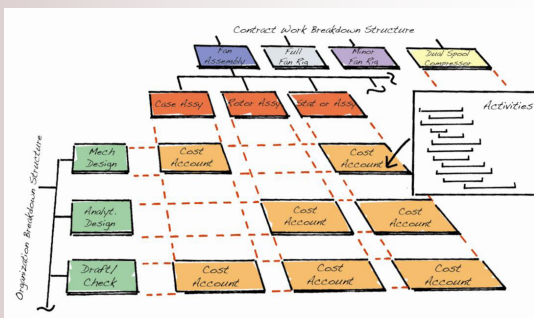 Contract Work Breakdown Structure
Fan
Assembly
Full
Fan Rig
Minor
Fan Rig
Dual Spool
Compressor
Activities
Case Assy
Rotor Assy
Stat or Assy
Organization Breakdown Structure
Mech
Design
Cost
Account
Cost
Account
Analyt.
Design
Cost
Account
Cost
Account
Draft/
Check
Cost
Account
Cost
Account
Cost
Account